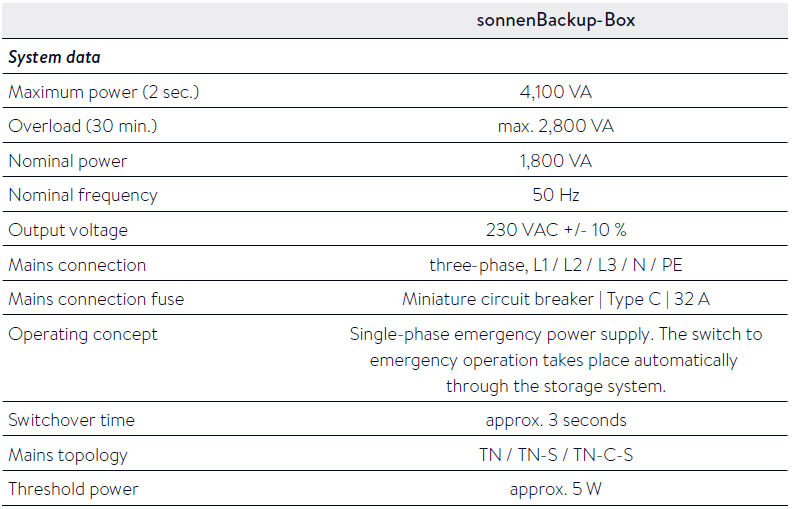 sonnenBackup-Box
System data
Maximum power (2 sec.) 4,100 VA
Overload (30 min.) max. 2,800 VA
Nominal power 1,800 VA
Nominal frequency 50 Hz
Output voltage 230 VAC +/- 10 %
Mains connection three-phase, L1 / L2 / L3 / N / PE
Mains connection fuse Miniature circuit breaker | Type C | 32 A
Operating concept Single-phase emergency power supply. The switch to
emergency operation takes place automatically
through the storage system.
Switchover time approx. 3 seconds
Mains topology TN / TN-S / TN-C-S
Threshold power approx. 5 W